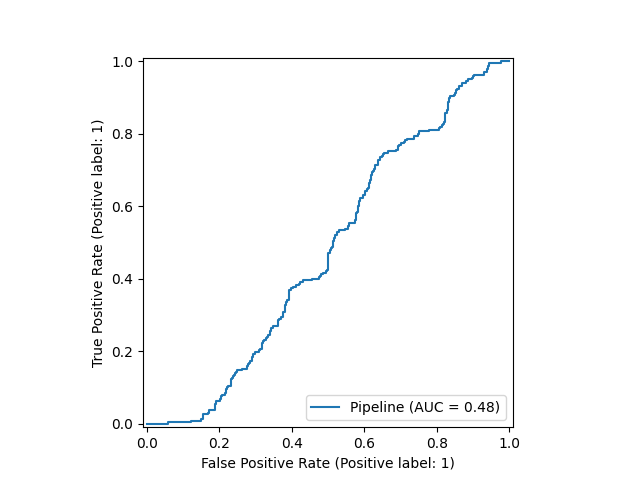 1.0
0.8
0.6
0.4
0.2
0.0
True Positive Rate (Positive label: 1)
Pipeline (AUC = 0.48)
0.0 0.2 0.4 0.6 0.8 1.0
False Positive Rate (Positive label: 1)